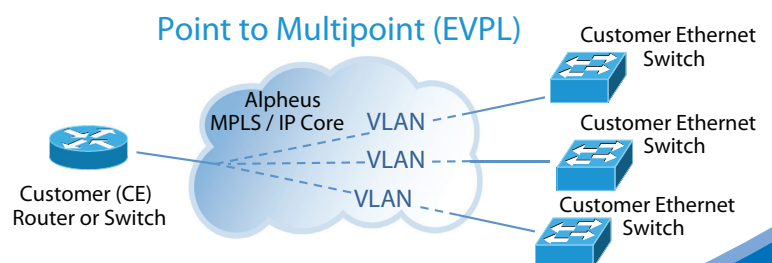 Point to Multipoint (EVPL)
Customer Ethernet
Switch
Alpheus
MPLS / IP Core
VLAN
Customer Ethernet
Switch
VLAN
Customer (CE)
Router or Switch
VLAN
Customer Ethernet
Switch